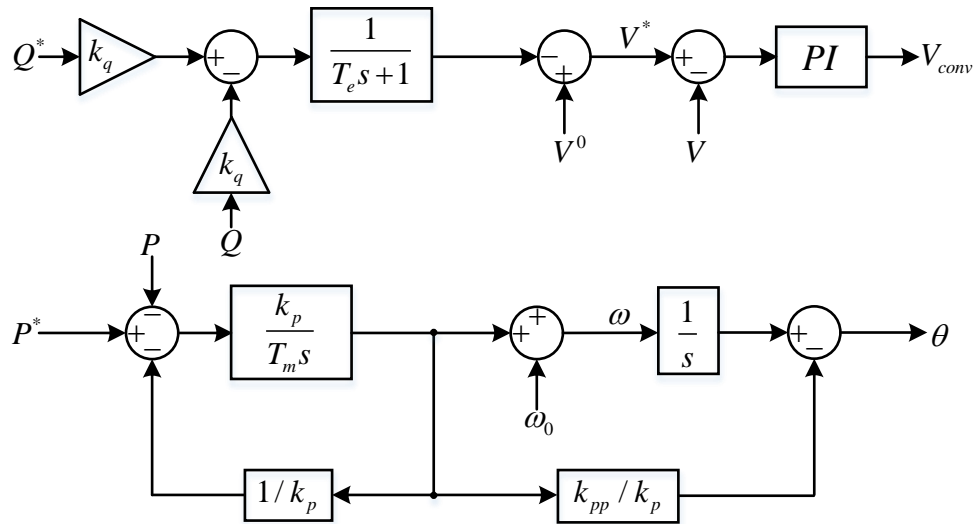 Q* k_q + − 1 / (T_e s + 1) − + V* + − PI V_conv
V⁰ V
k_q
Q
P
P* + − − k_p / (T_m s) + + ω 1/s + − θ
ω₀
1/k_p k_pp/k_p